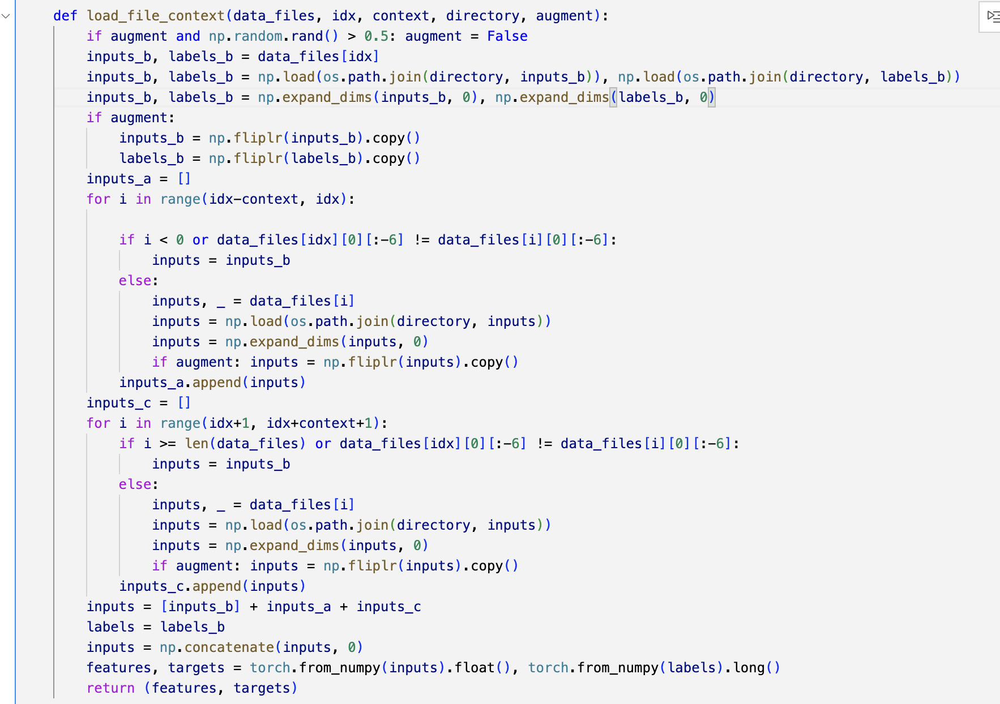 def load_file_context(data_files, idx, context, directory, augment):
    if augment and np.random.rand() > 0.5: augment = False
    inputs_b, labels_b = data_files[idx]
    inputs_b, labels_b = np.load(os.path.join(directory, inputs_b)), np.load(os.path.join(directory, labels_b))
    inputs_b, labels_b = np.expand_dims(inputs_b, 0), np.expand_dims(labels_b, 0)
    if augment:
        inputs_b = np.fliplr(inputs_b).copy()
        labels_b = np.fliplr(labels_b).copy()
    inputs_a = []
    for i in range(idx-context, idx):

        if i < 0 or data_files[idx][0][:-6] != data_files[i][0][:-6]:
            inputs = inputs_b
        else:
            inputs, _ = data_files[i]
            inputs = np.load(os.path.join(directory, inputs))
            inputs = np.expand_dims(inputs, 0)
            if augment: inputs = np.fliplr(inputs).copy()
        inputs_a.append(inputs)
    inputs_c = []
    for i in range(idx+1, idx+context+1):
        if i >= len(data_files) or data_files[idx][0][:-6] != data_files[i][0][:-6]:
            inputs = inputs_b
        else:
            inputs, _ = data_files[i]
            inputs = np.load(os.path.join(directory, inputs))
            inputs = np.expand_dims(inputs, 0)
            if augment: inputs = np.fliplr(inputs).copy()
        inputs_c.append(inputs)
    inputs = [inputs_b] + inputs_a + inputs_c
    labels = labels_b
    inputs = np.concatenate(inputs, 0)
    features, targets = torch.from_numpy(inputs).float(), torch.from_numpy(labels).long()
    return (features, targets)